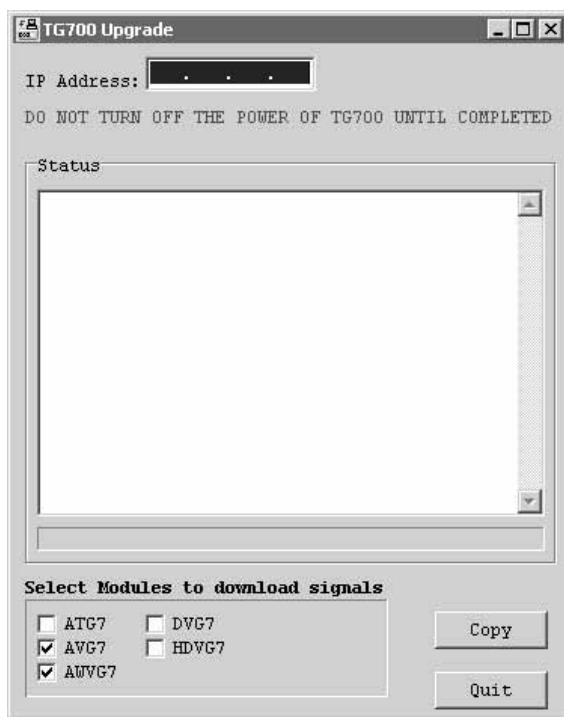 TG700 Upgrade
IP Address: . . .
DO NOT TURN OFF THE POWER OF TG700 UNTIL COMPLETED
Status
Select Modules to download signals
ATG7 DVG7
AVG7 HDVG7
AWVG7
Copy
Quit